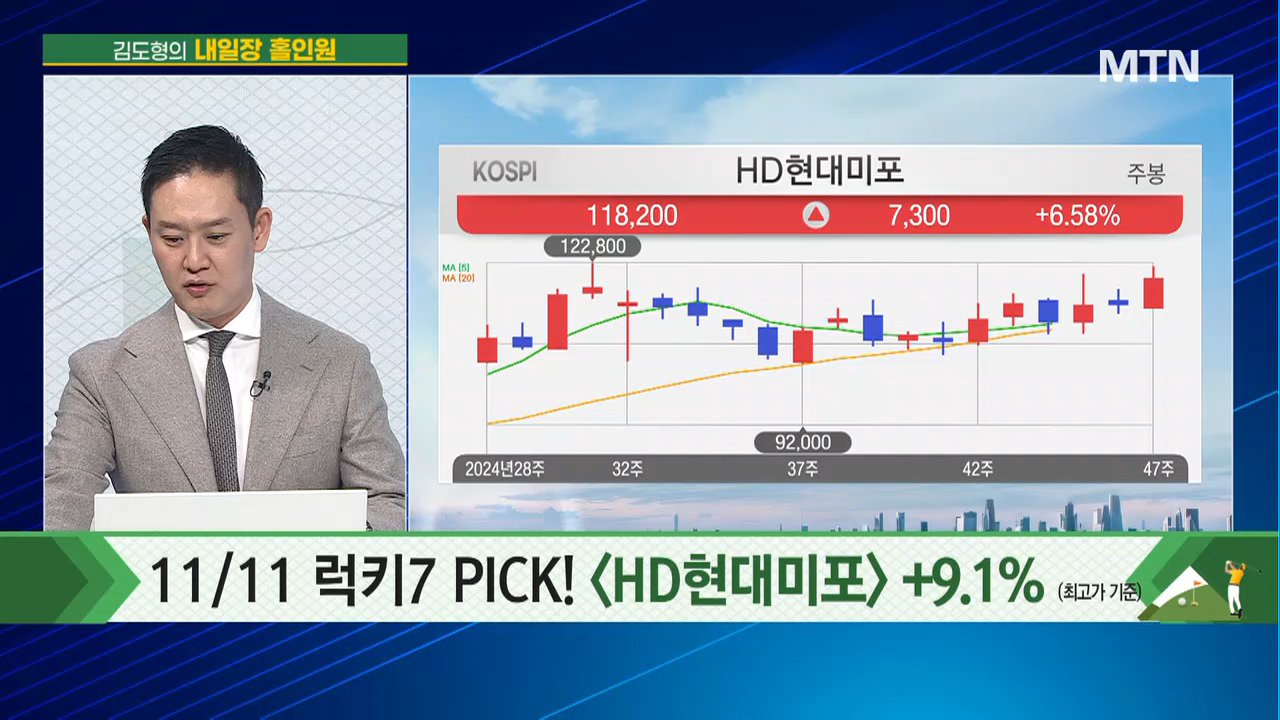 김도형의 내일장 홀인원
MTN
KOSPI
HD현대미포
주봉
118,200
7,300
+6.58%
122,800
MA [5]
MA [20]
92,000
2024년28주
32주
37주
42주
47주
11/11 럭키7 PICK! 〈HD현대미포〉 +9.1% (최고가 기준)